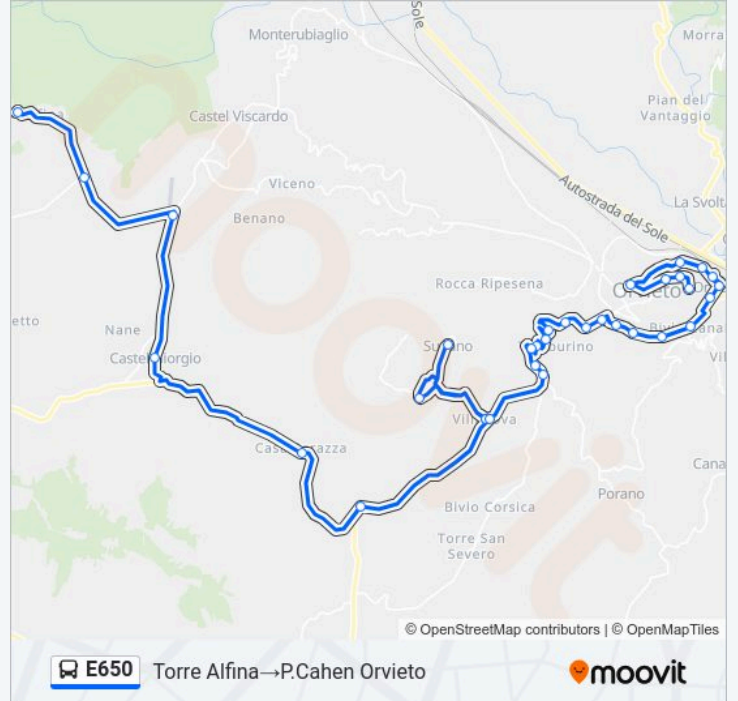 Sole
Monterubiaglio
Morra
Pian del
Vantaggio
Castel Viscardo
Viceno
Autostrada del Sole
La Svolta
Benano
Rocca Ripesena
Orvieto
etto
Nane
Castel Giorgio
Sugano
Villanova
Porano
Cana
Bivio Corsica
Torre San
Severo
© OpenStreetMap contributors | © OpenMapTiles
E650
Torre Alfina→P.Cahen Orvieto
moovit